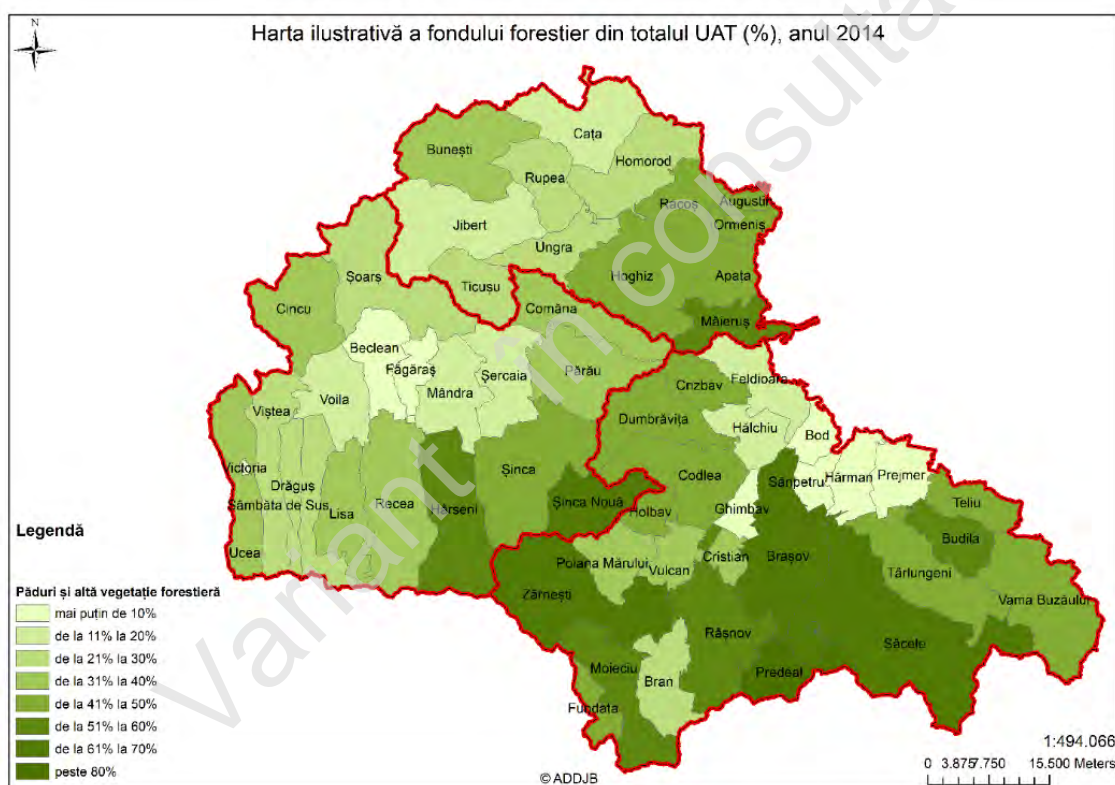 N
Harta ilustrativă a fondului forestier din totalul UAT (%), anul 2014
Variantă în consulta
Cața
Bunești
Homorod
Rupea
Racoș
Augustin
Jibert
Ormeniș
Ungra
Șoarș
Hoghiz
Apața
Ticușu
Cincu
Comăna
Măieruș
Beclean
Făgăraș
Șercaia
Părău
Feldioara
Crizbav
Mândra
Voila
Viștea
Dumbrăvița
Hălchiu
Bod
Victoria
Șinca
Codlea
Sânpetru
Hărman
Prejmer
Drăguș
Sâmbăta de Sus
Lisa
Recea
Hârseni
Șinca Nouă
Holbav
Ghimbav
Teliu
Budila
Ucea
Poiana Mărului
Vulcan
Cristian
Brașov
Tărlungeni
Zărnești
Vama Buzăului
Râșnov
Săcele
Moieciu
Bran
Predeal
Fundata
Legendă
Păduri și altă vegetație forestieră
mai puțin de 10%
de la 11% la 20%
de la 21% la 30%
de la 31% la 40%
de la 41% la 50%
de la 51% la 60%
de la 61% la 70%
peste 80%
1:494.066
0 3.875 7.750 15.500 Meters
© ADDJB